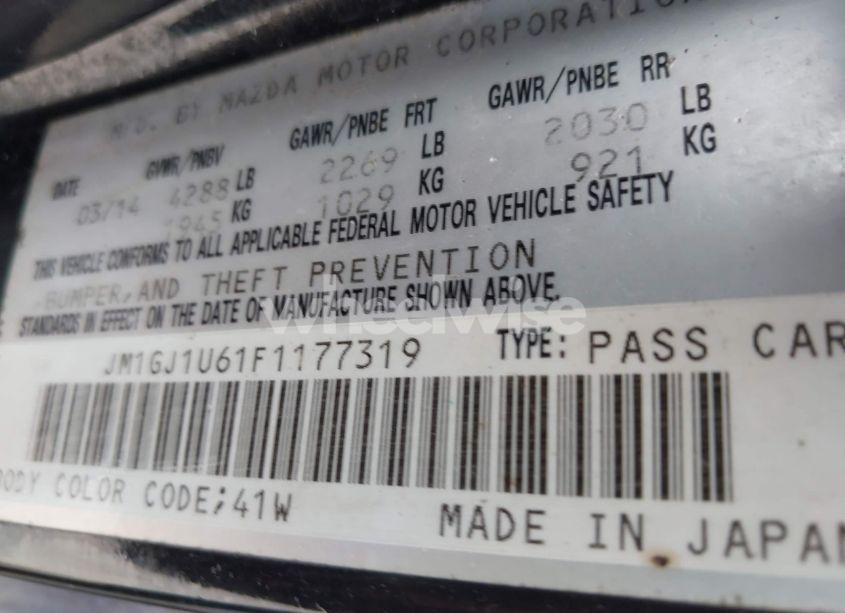 M/D. BY MAZDA MOTOR CORPORATION
DATE GVWR/PNBV GAWR/PNBE FRT GAWR/PNBE RR
03/14 4288 LB 2269 LB 2030 LB
1945 KG 1029 KG 921 KG
THIS VEHICLE CONFORMS TO ALL APPLICABLE FEDERAL MOTOR VEHICLE SAFETY
BUMPER, AND THEFT PREVENTION
STANDARDS IN EFFECT ON THE DATE OF MANUFACTURE SHOWN ABOVE.
wheelwise
JM1GJ1U61F1177319 TYPE: PASS CAR
BODY COLOR CODE;41W MADE IN JAPAN